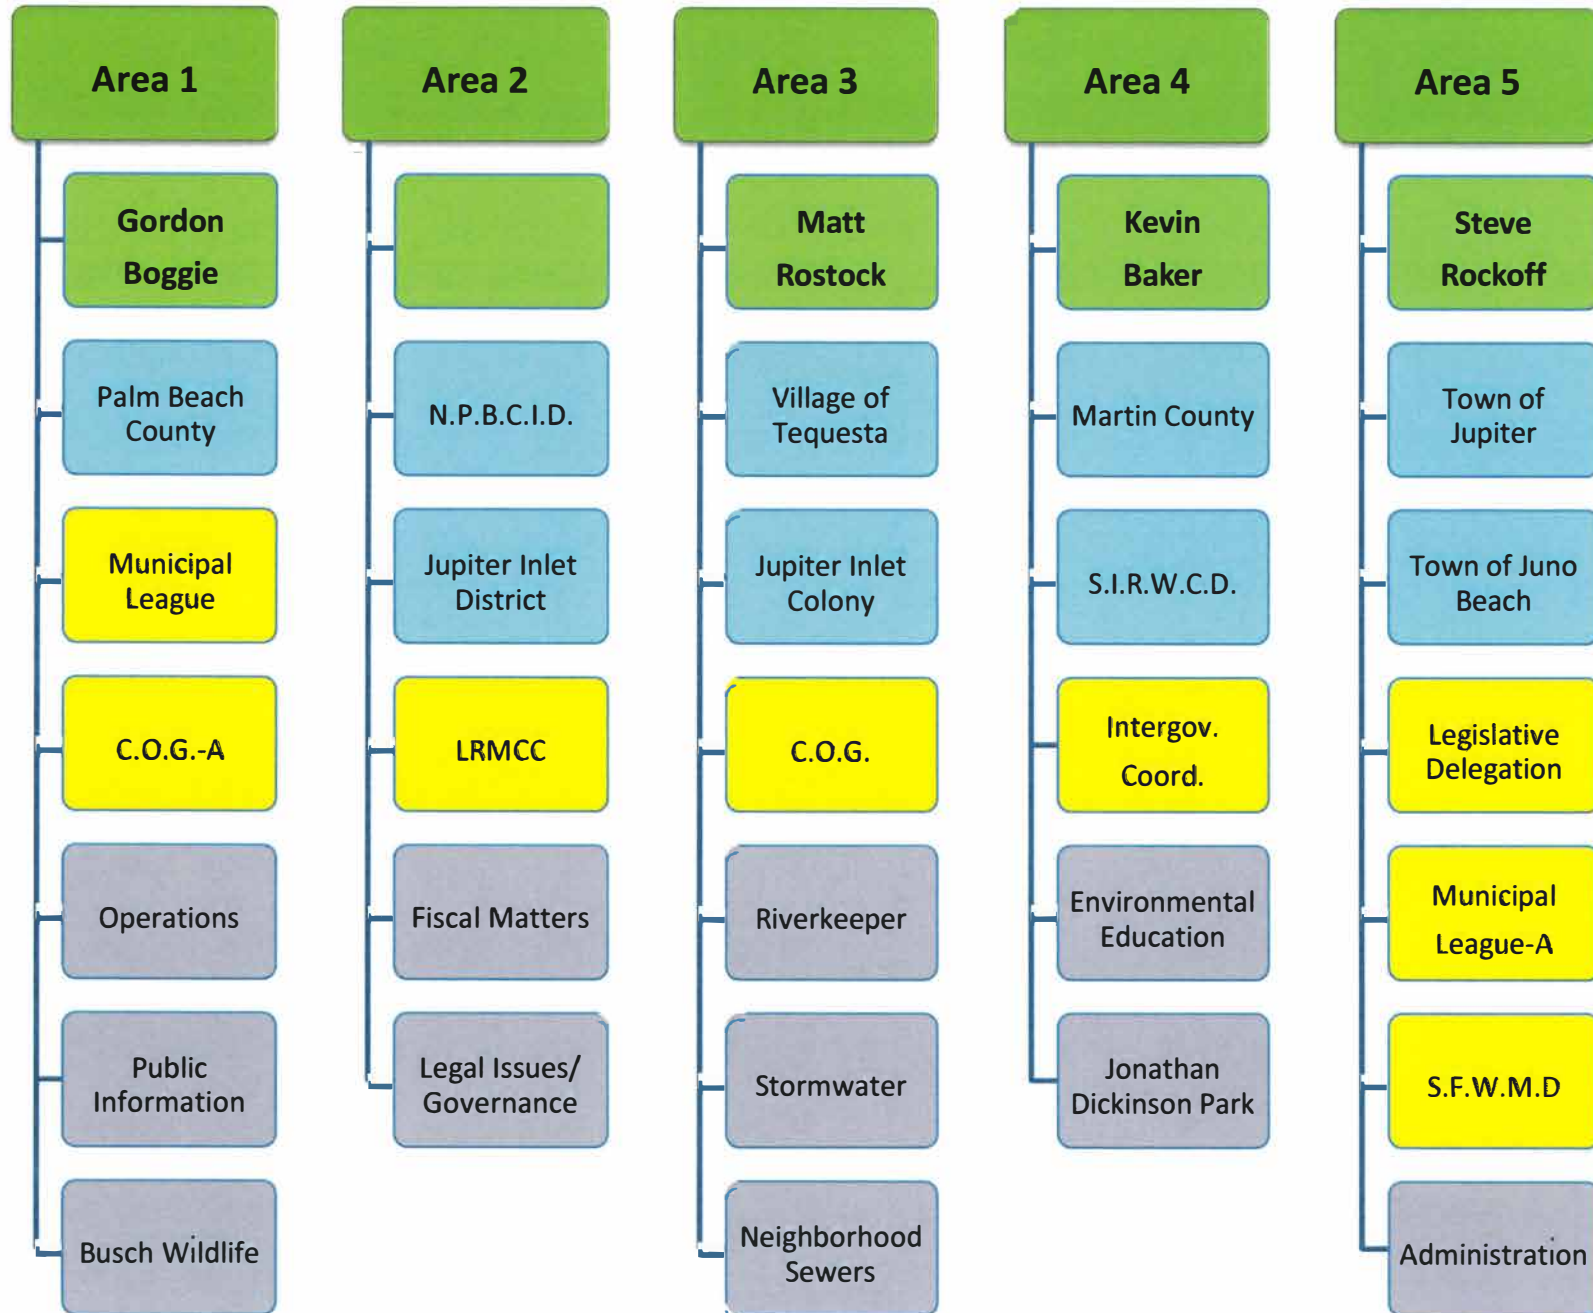 Area 1
Gordon
Boggie
Palm Beach
County
Municipal
League
C.O.G.-A
Operations
Public
Information
Busch Wildlife
Area 2
N.P.B.C.I.D.
Jupiter Inlet
District
LRMCC
Fiscal Matters
Legal Issues/
Governance
Area 3
Matt
Rostock
Village of
Tequesta
Jupiter Inlet
Colony
C.O.G.
Riverkeeper
Stormwater
Neighborhood
Sewers
Area 4
Kevin
Baker
Martin County
S.I.R.W.C.D.
Intergov.
Coord.
Environmental
Education
Jonathan
Dickinson Park
Area 5
Steve
Rockoff
Town of
Jupiter
Town of Juno
Beach
Legislative
Delegation
Municipal
League-A
S.F.W.M.D
Administration